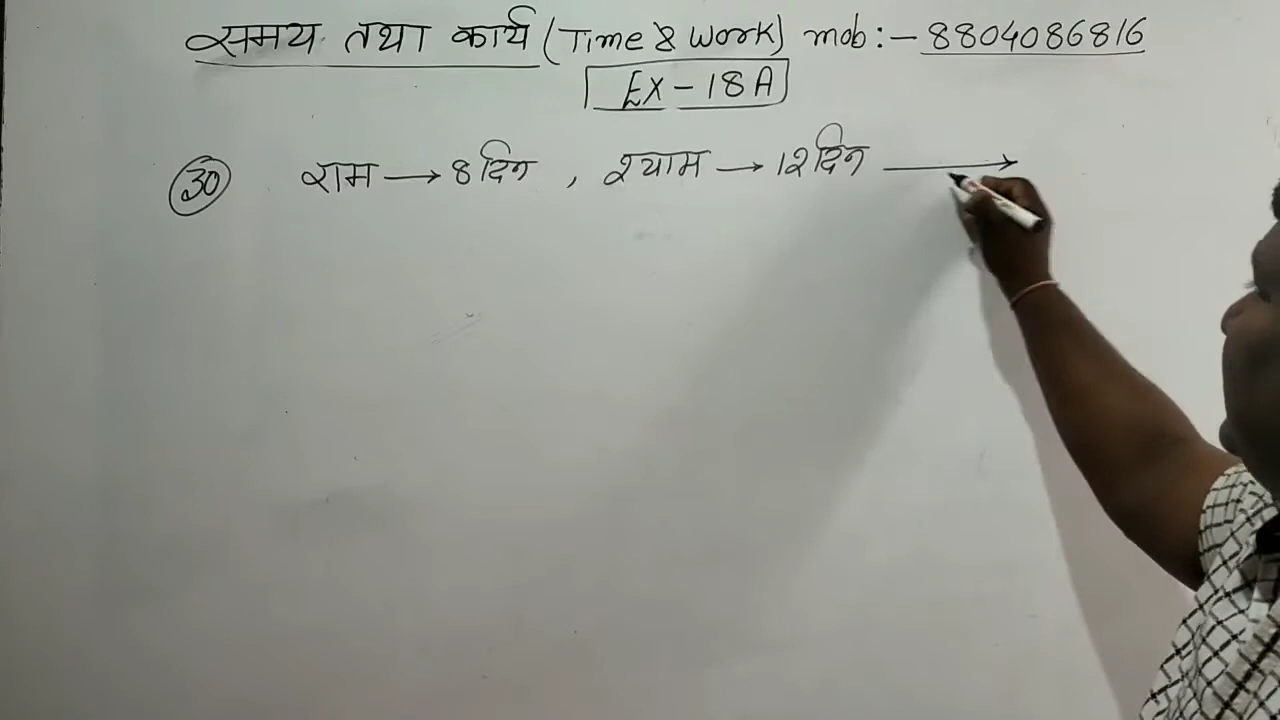 समय तथा कार्य (Time & Work) mob:- 8804086816
EX-18A
30 राम → 8 दिन , श्याम → 12 दिन →